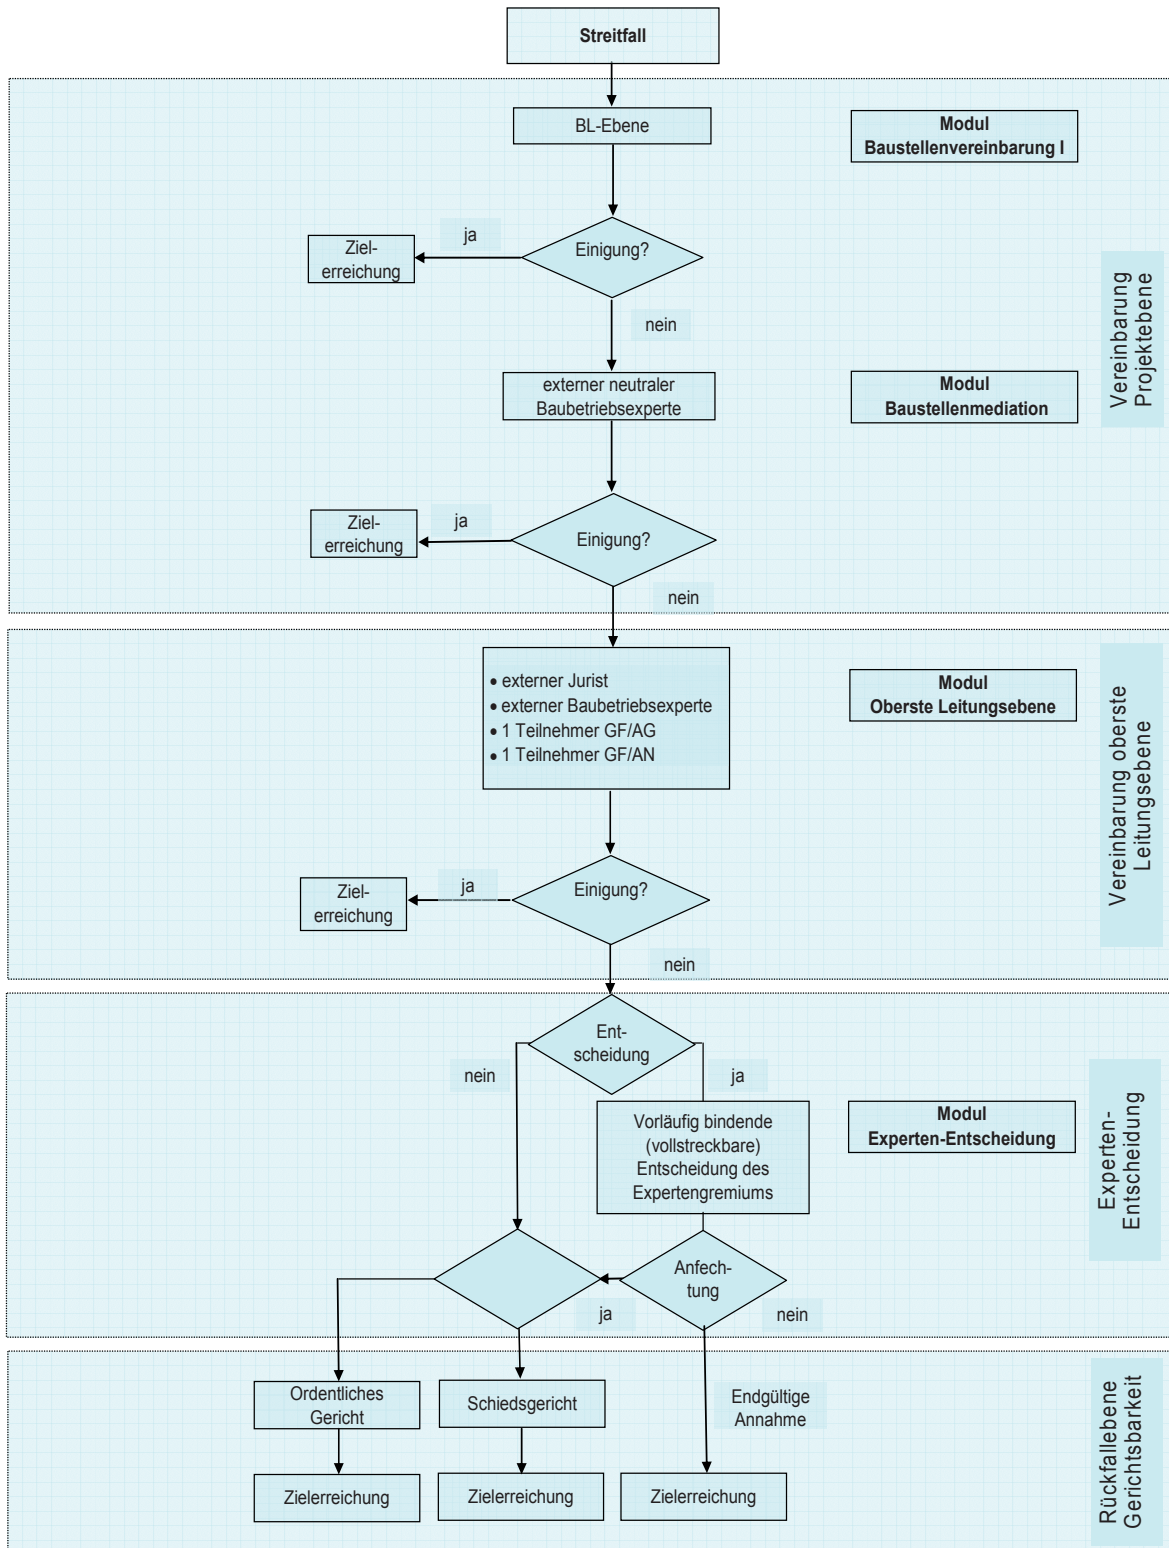 Streitfall
BL-Ebene
Modul
Baustellenvereinbarung I
Einigung?
ja
Ziel-
erreichung
nein
Vereinbarung
Projektebene
externer neutraler
Baubetriebsexperte
Modul
Baustellenmediation
Einigung?
ja
Ziel-
erreichung
nein
• externer Jurist
• externer Baubetriebsexperte
• 1 Teilnehmer GF/AG
• 1 Teilnehmer GF/AN
Modul
Oberste Leitungsebene
Vereinbarung oberste
Leitungsebene
Einigung?
ja
Ziel-
erreichung
nein
Ent-
scheidung
nein
ja
Vorläufig bindende
(vollstreckbare)
Entscheidung des
Expertengremiums
Modul
Experten-Entscheidung
Experten-
Entscheidung
Anfech-
tung
ja
nein
Ordentliches
Gericht
Schiedsgericht
Endgültige
Annahme
Rückfallebene
Gerichtsbarkeit
Zielerreichung
Zielerreichung
Zielerreichung